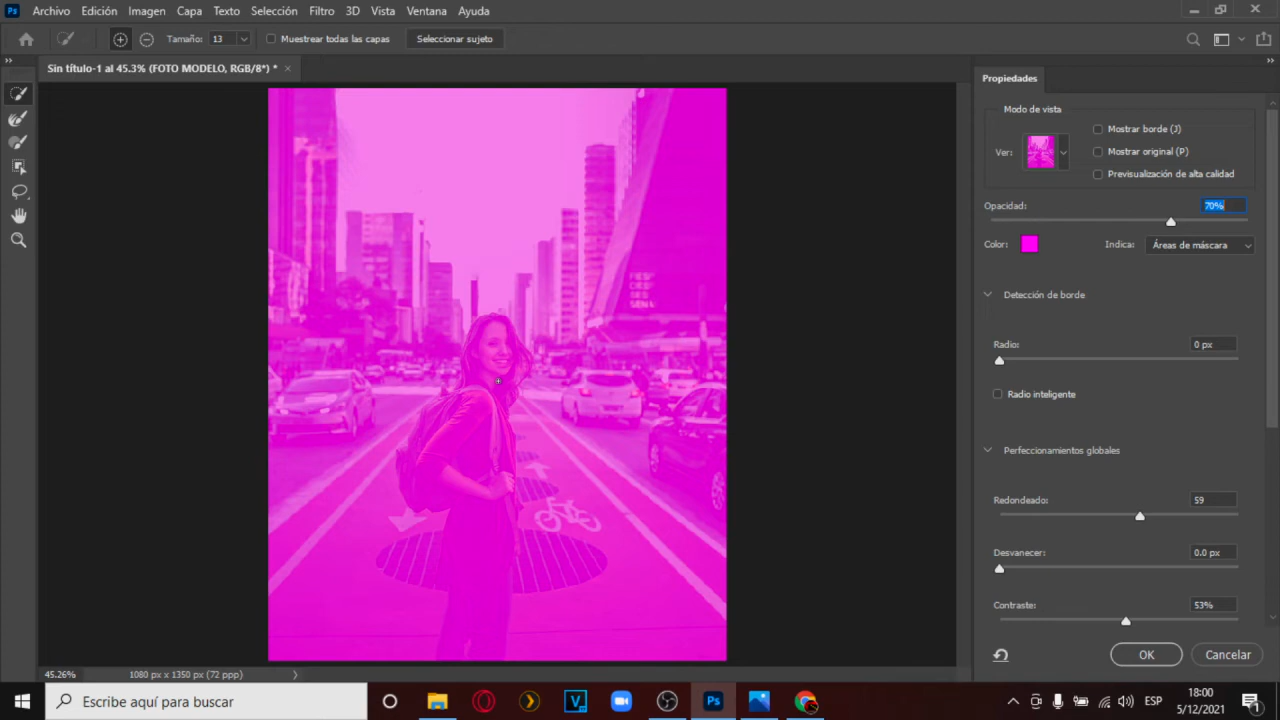 Ps Archivo Edición Imagen Capa Texto Selección Filtro 3D Vista Ventana Ayuda
Tamaño: 13 Muestrear todas las capas Seleccionar sujeto
Sin título-1 al 45.3% (FOTO MODELO, RGB/8*) * ×
Propiedades
Modo de vista
Ver:
Mostrar borde (J)
Mostrar original (P)
Previsualización de alta calidad
Opacidad: 70%
Color: Indica: Áreas de máscara
Detección de borde
Radio: 0 px
Radio inteligente
Perfeccionamientos globales
Redondeado: 59
Desvanecer: 0.0 px
Contraste: 53%
OK Cancelar
45.26% 1080 px x 1350 px (72 ppp)
Escribe aquí para buscar
Ps
ESP
18:00
5/12/2021
1